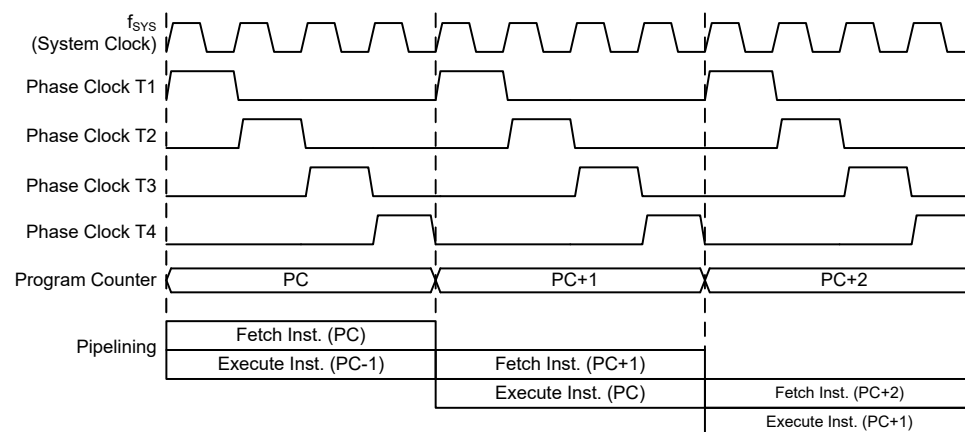 fSYS
(System Clock)
Phase Clock T1
Phase Clock T2
Phase Clock T3
Phase Clock T4
Program Counter PC PC+1 PC+2
Pipelining
Fetch Inst. (PC)
Execute Inst. (PC-1) Fetch Inst. (PC+1)
Execute Inst. (PC) Fetch Inst. (PC+2)
Execute Inst. (PC+1)